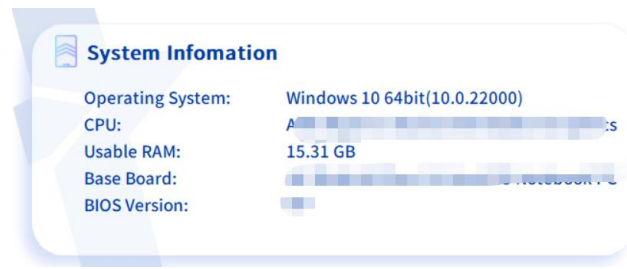 System Infomation
Operating System: Windows 10 64bit(10.0.22000)
CPU:
Usable RAM: 15.31 GB
Base Board:
BIOS Version: